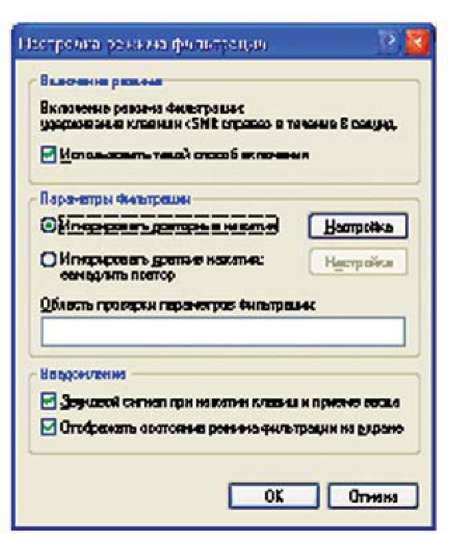 Настройка режима фильтрации
Включение режима
Включение режима фильтрации:
удерживание клавиши <SHIFT справа> в течение 8 секунд.
Использовать такой способ включения
Параметры фильтрации
Игнорировать повторные нажатия
Настройка
Игнорировать краткие нажатия;
замедлить повтор
Настройка
Область проверки параметров фильтрации:
Уведомление
Звуковой сигнал при нажатии клавиш и приеме ввода
Отображать состояние режима фильтрации на экране
OK
Отмена